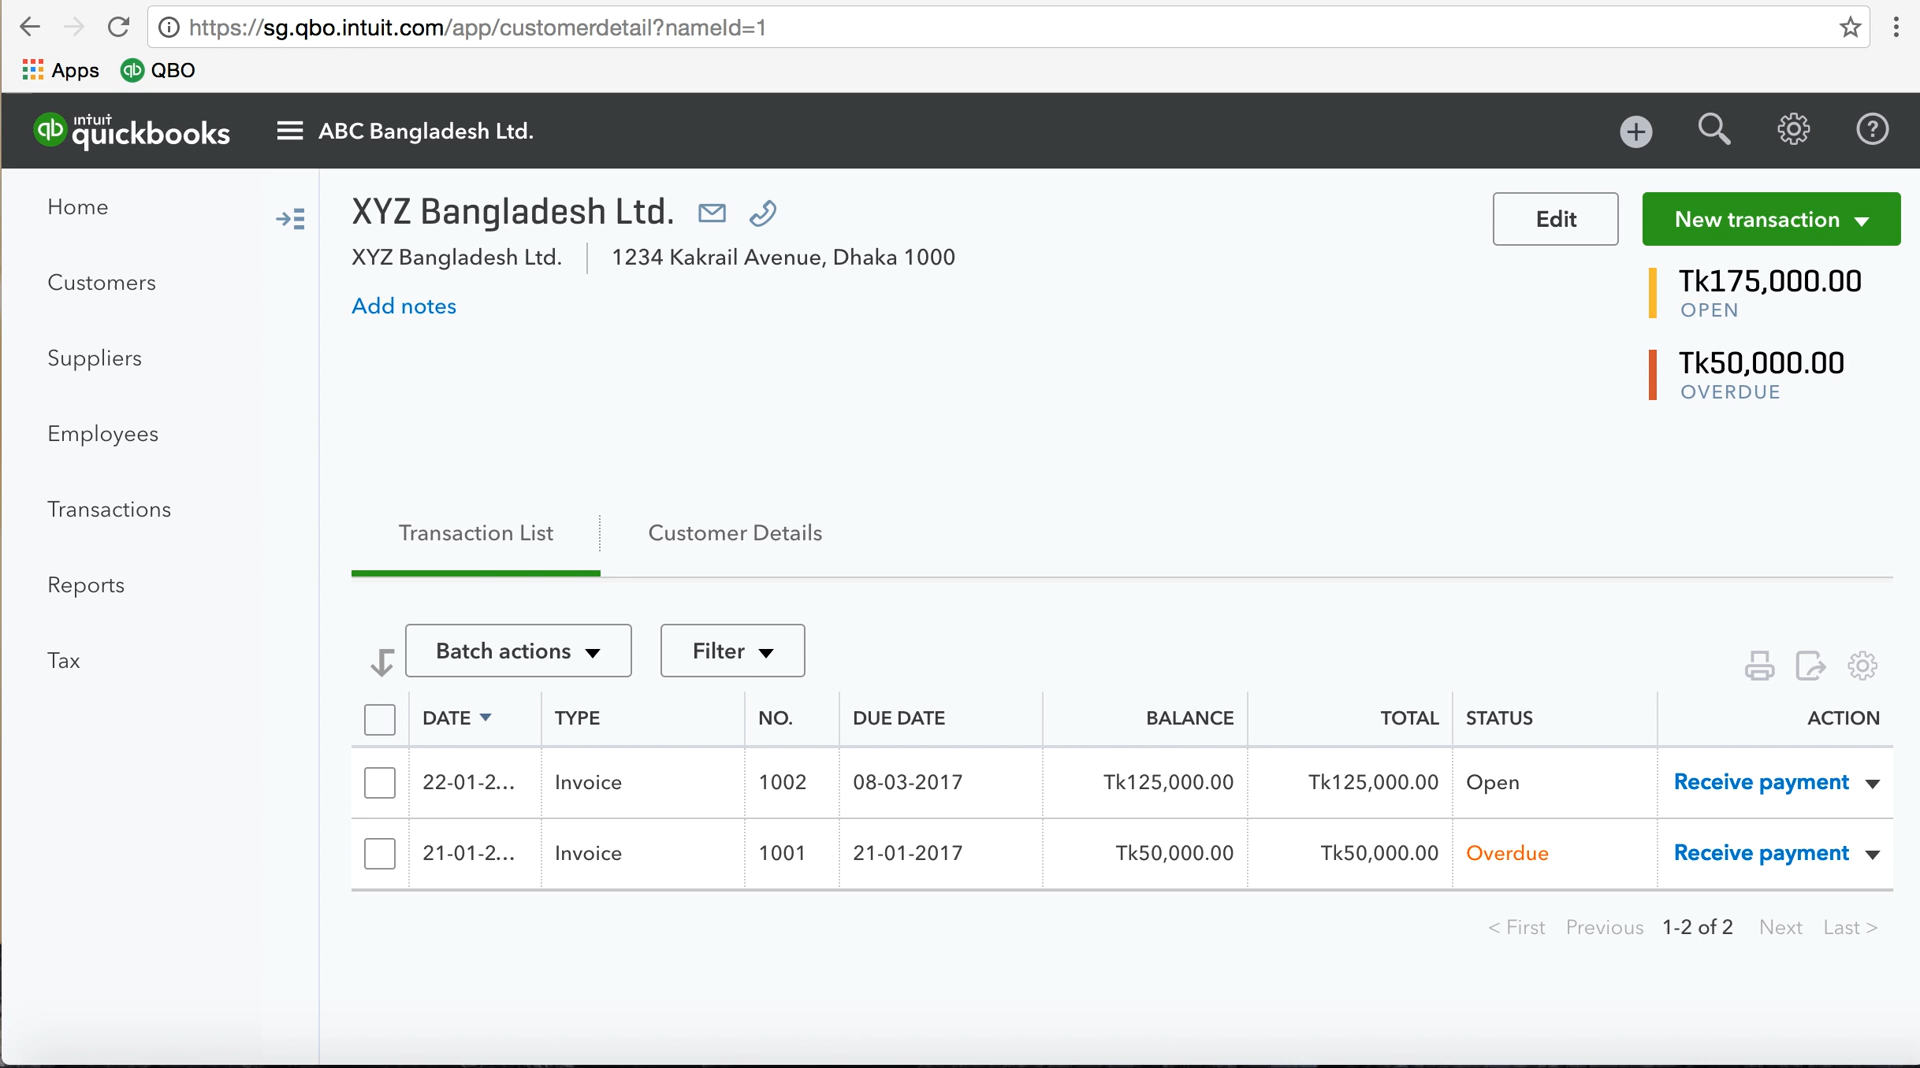 https://sg.qbo.intuit.com/app/customerdetail?nameId=1
Apps QBO
intuit
quickbooks
ABC Bangladesh Ltd.
Home
Customers
Suppliers
Employees
Transactions
Reports
Tax
XYZ Bangladesh Ltd.
XYZ Bangladesh Ltd. 1234 Kakrail Avenue, Dhaka 1000
Add notes
Edit
New transaction
Tk175,000.00
OPEN
Tk50,000.00
OVERDUE
Transaction List Customer Details
Batch actions Filter
DATE TYPE NO. DUE DATE BALANCE TOTAL STATUS ACTION
22-01-2... Invoice 1002 08-03-2017 Tk125,000.00 Tk125,000.00 Open Receive payment
21-01-2... Invoice 1001 21-01-2017 Tk50,000.00 Tk50,000.00 Overdue Receive payment
< First Previous 1-2 of 2 Next Last >